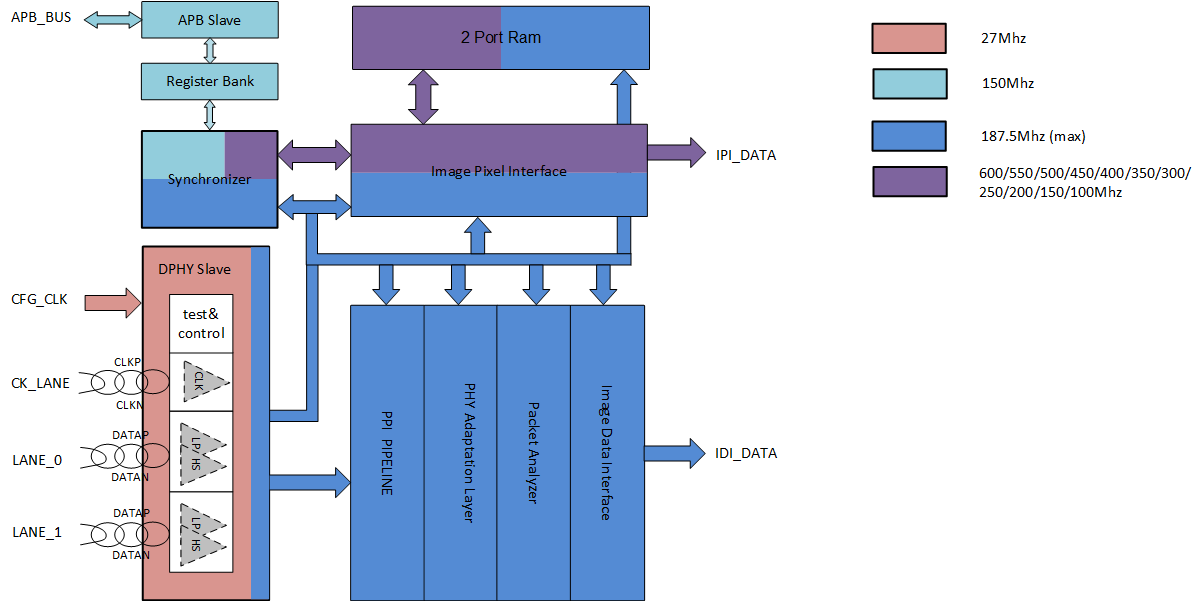 APB_BUS
APB Slave
Register Bank
Synchronizer
2 Port Ram
Image Pixel Interface
IPI_DATA
27Mhz
150Mhz
187.5Mhz (max)
600/550/500/450/400/350/300/
250/200/150/100Mhz
DPHY Slave
CFG_CLK
test&
control
CK_LANE
CLKP
CLKN
CLK
LANE_0
DATAP
DATAN
LP/HS
LANE_1
DATAP
DATAN
LP/HS
PPI PIPELINE
PHY Adaptation Layer
Packet Analyzer
Image Data Interface
IDI_DATA